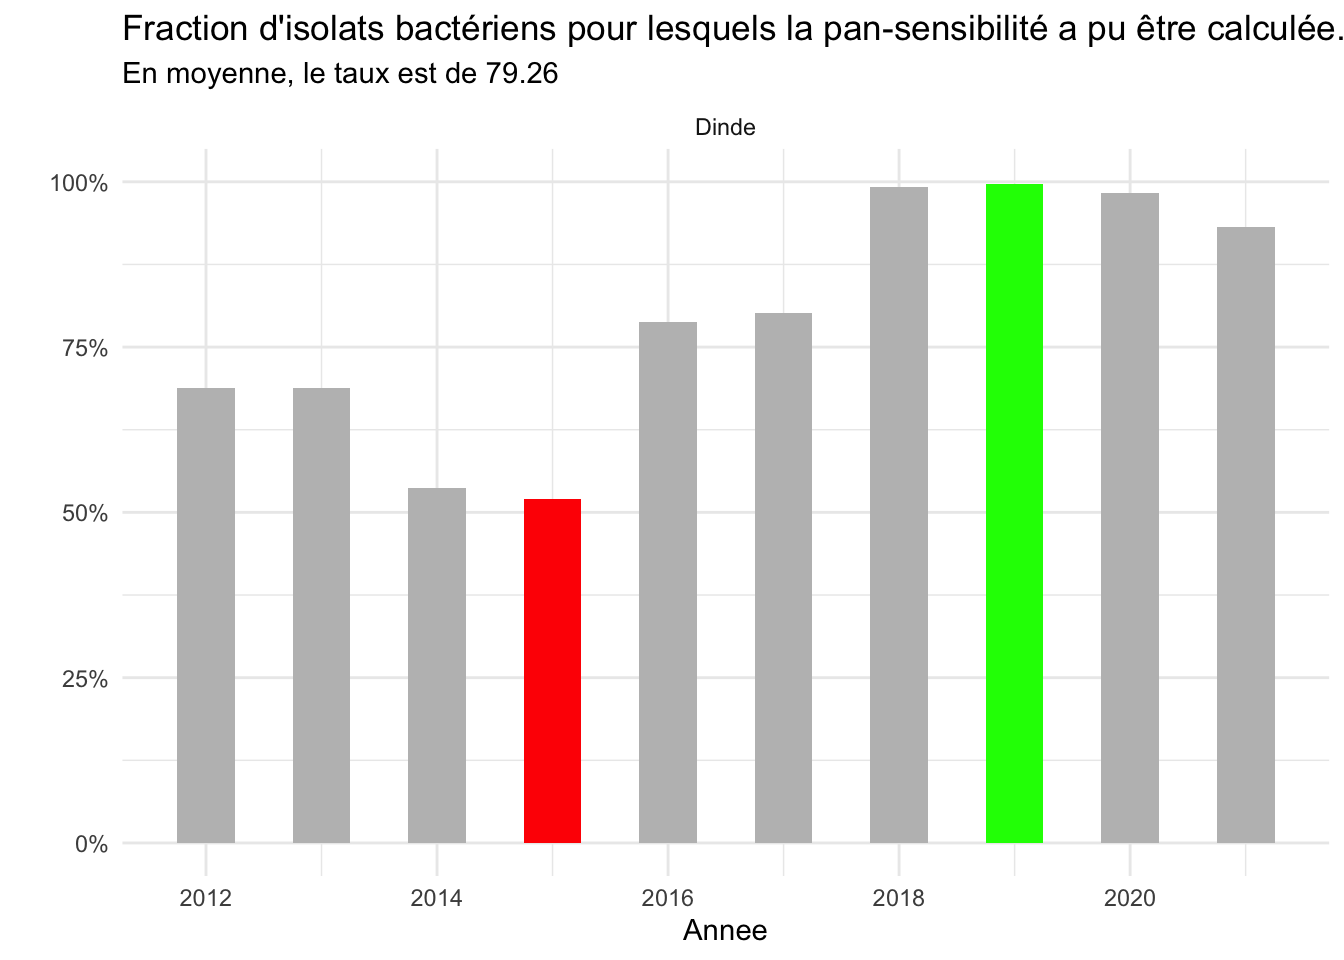 Fraction d'isolats bactériens pour lesquels la pan-sensibilité a pu être calculée.
En moyenne, le taux est de 79.26
Dinde
100%
75%
50%
25%
0%
2012 2014 2016 2018 2020
Annee